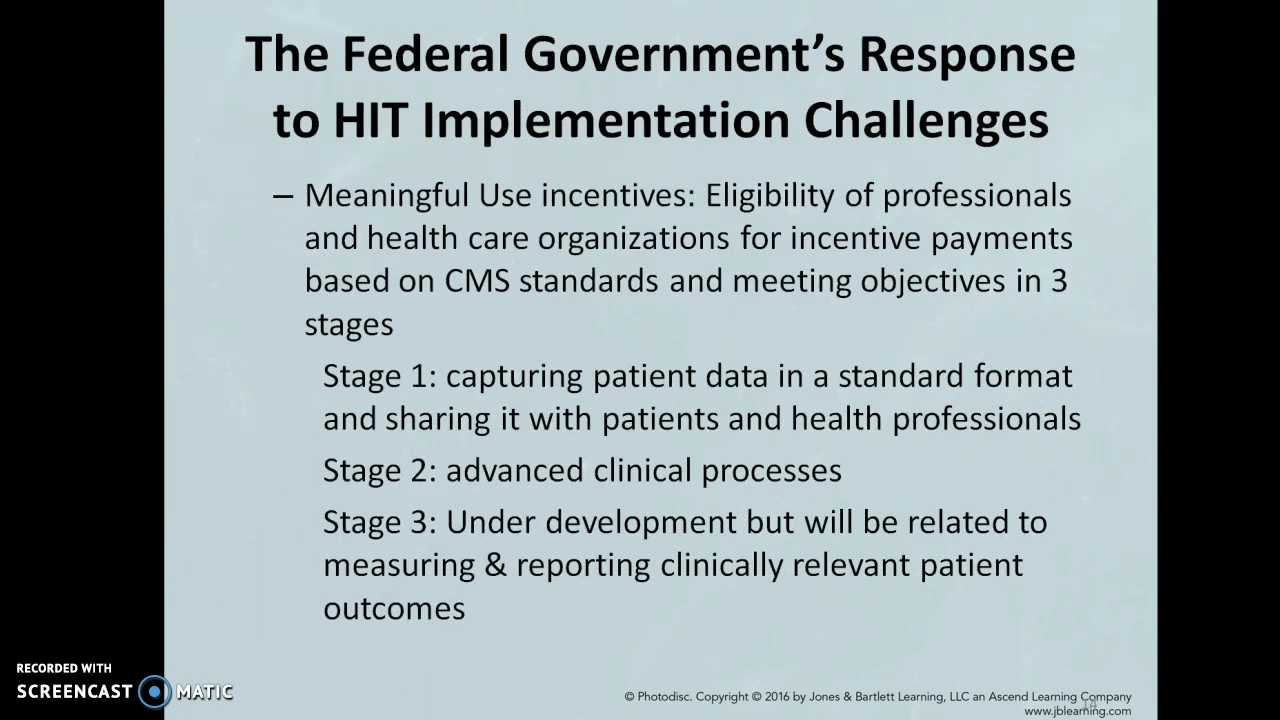 The Federal Government’s Response
to HIT Implementation Challenges
– Meaningful Use incentives: Eligibility of professionals
and health care organizations for incentive payments
based on CMS standards and meeting objectives in 3
stages
Stage 1: capturing patient data in a standard format
and sharing it with patients and health professionals
Stage 2: advanced clinical processes
Stage 3: Under development but will be related to
measuring & reporting clinically relevant patient
outcomes
RECORDED WITH
SCREENCAST MATIC
© Photodisc. Copyright © 2016 by Jones & Bartlett Learning, LLC an Ascend Learning Company
www.jblearning.com